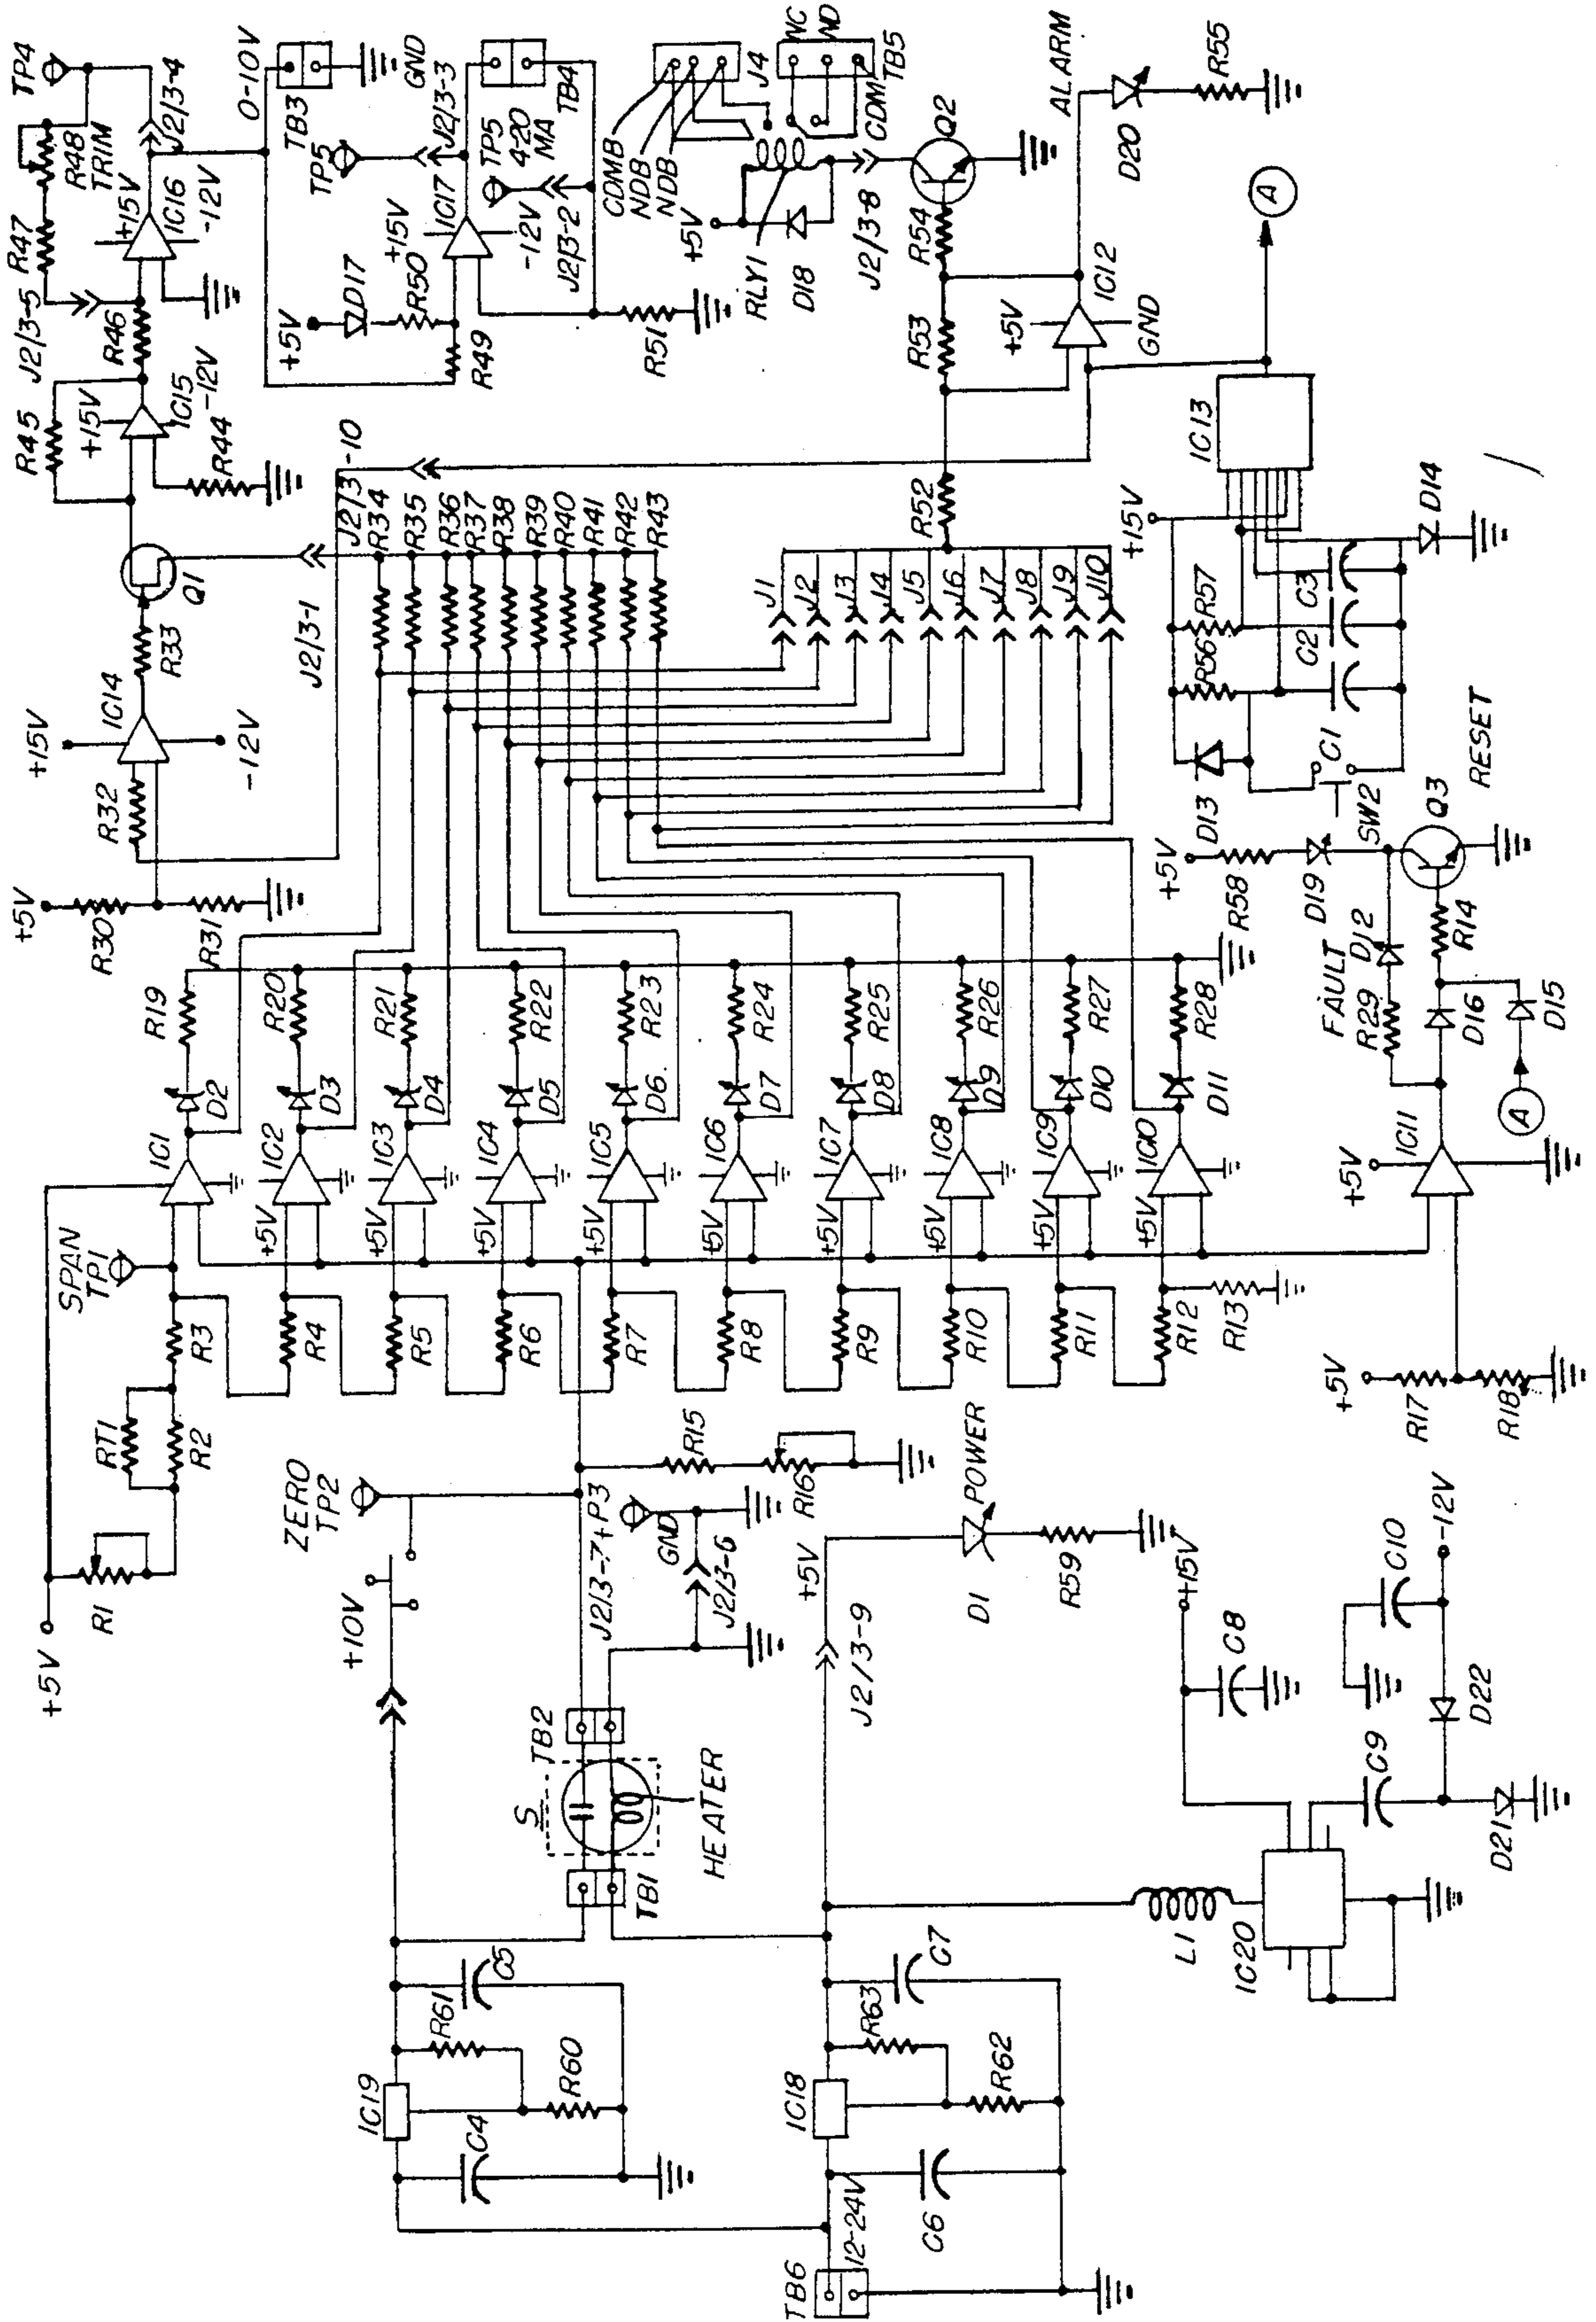 TP4
R48
TRIM
R47
J2/3-5
J2/3-4
+15V
IC16
-12V
R46
R45
+15V
IC15
-12V
R44
Q1
R33
IC14
+15V
-12V
R32
+5V
R30
R31
0-10V
TB3
GND
TP5
J2/3-3
TP5
4-20
MA
TB4
IC17
+15V
-12V
J2/3-2
+5V
D17
R50
R49
R51
J2/3
-10
J2/3-1
R34
R35
R36
R37
R38
R39
R40
R41
R42
R43
COMB
NDB
NDB
J4
NC
NO
COM
TB5
+5V
RLY1
D18
J2/3-8
Q2
R54
R53
+5V
IC12
GND
ALARM
D20
R55
A
R52
J1
J2
J3
J4
J5
J6
J7
J8
J9
J10
IC13
+15V
R57
R56
C3
C2
C1
D14
D13
SW2
RESET
+5V
R58
D19
Q3
D12
FAULT
R29
R14
D16
D15
A
+5V
IC11
SPAN
TP1
IC1
D2
R19
IC2
D3
R20
IC3
D4
R21
IC4
D5
R22
IC5
D6
R23
IC6
D7
R24
IC7
D8
R25
IC8
D9
R26
IC9
D10
R27
IC10
D11
R28
+5V
+5V
+5V
+5V
+5V
+5V
+5V
+5V
+5V
R3
R4
R5
R6
R7
R8
R9
R10
R11
R12
R13
RT1
R2
R1
+5V
+5V
R17
R18
ZERO
TP2
+10V
R15
R16
J2/3-7+P3
GND
J2/3-6
TB2
S
HEATER
TB1
+5V
POWER
D1
R59
J2/3-9
IC19
R61
R60
C5
C4
IC18
R63
R62
C7
C6
TB6
12-24V
L1
IC20
+15V
C8
C9
C10
-12V
D22
D21